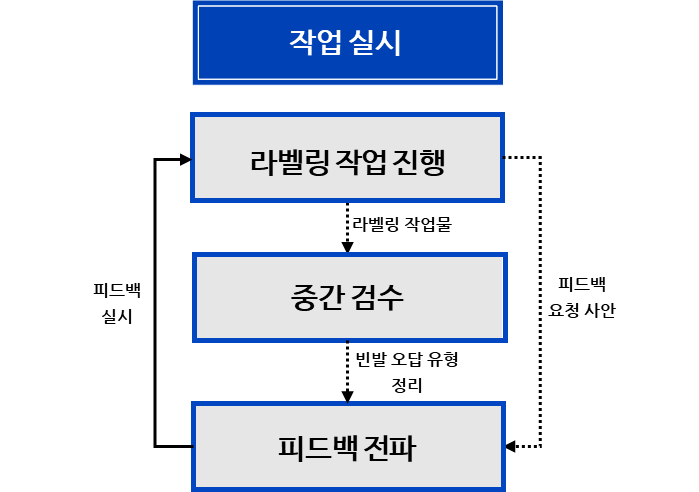 작업 실시
라벨링 작업 진행
라벨링 작업물
중간 검수
피드백
실시
피드백
요청 사안
빈발 오답 유형
정리
피드백 전파